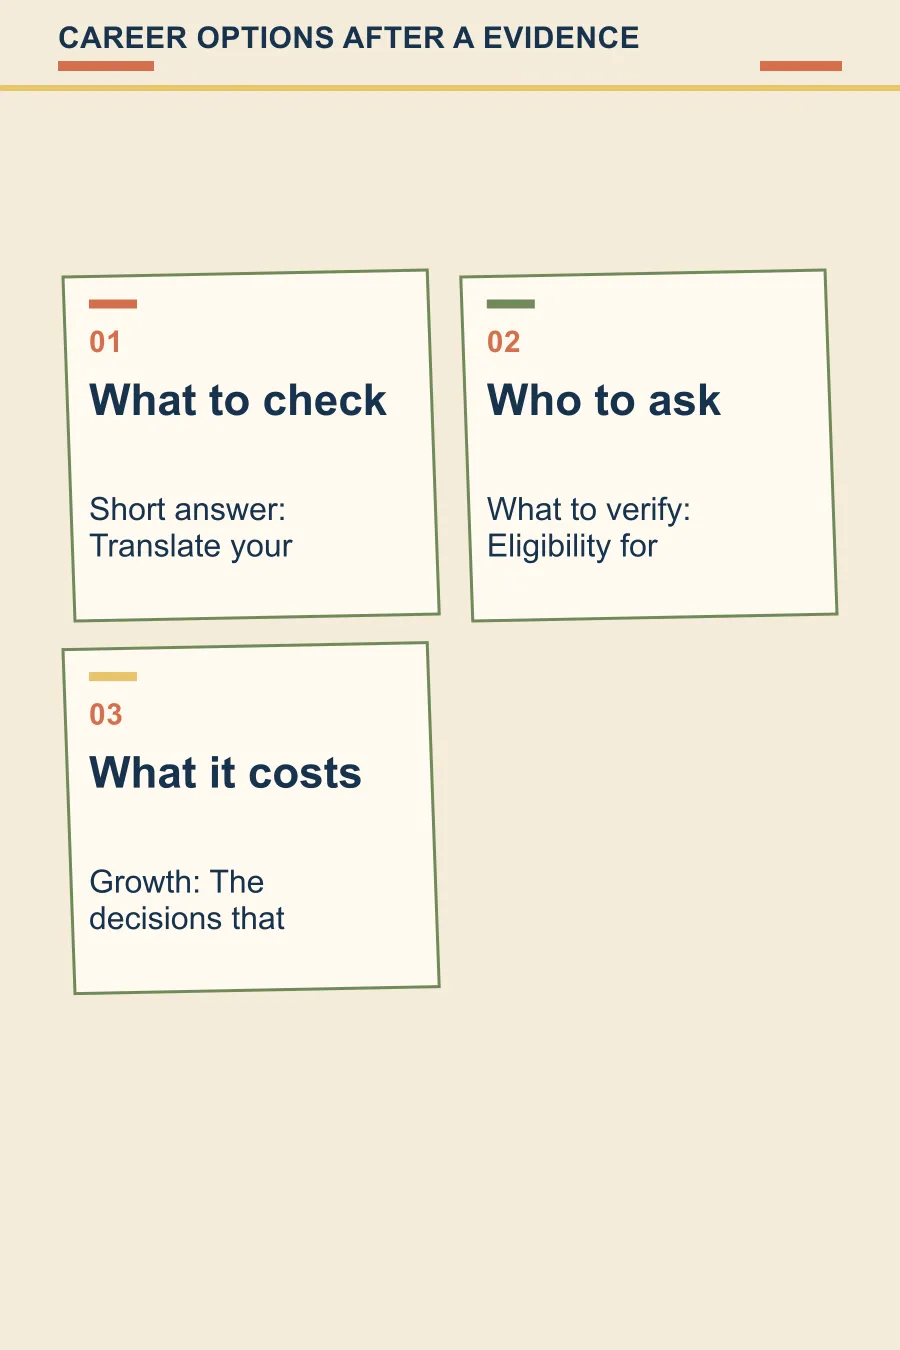 CAREER OPTIONS AFTER A EVIDENCE
01
What to check
Short answer:
Translate your
02
Who to ask
What to verify:
Eligibility for
03
What it costs
Growth: The
decisions that